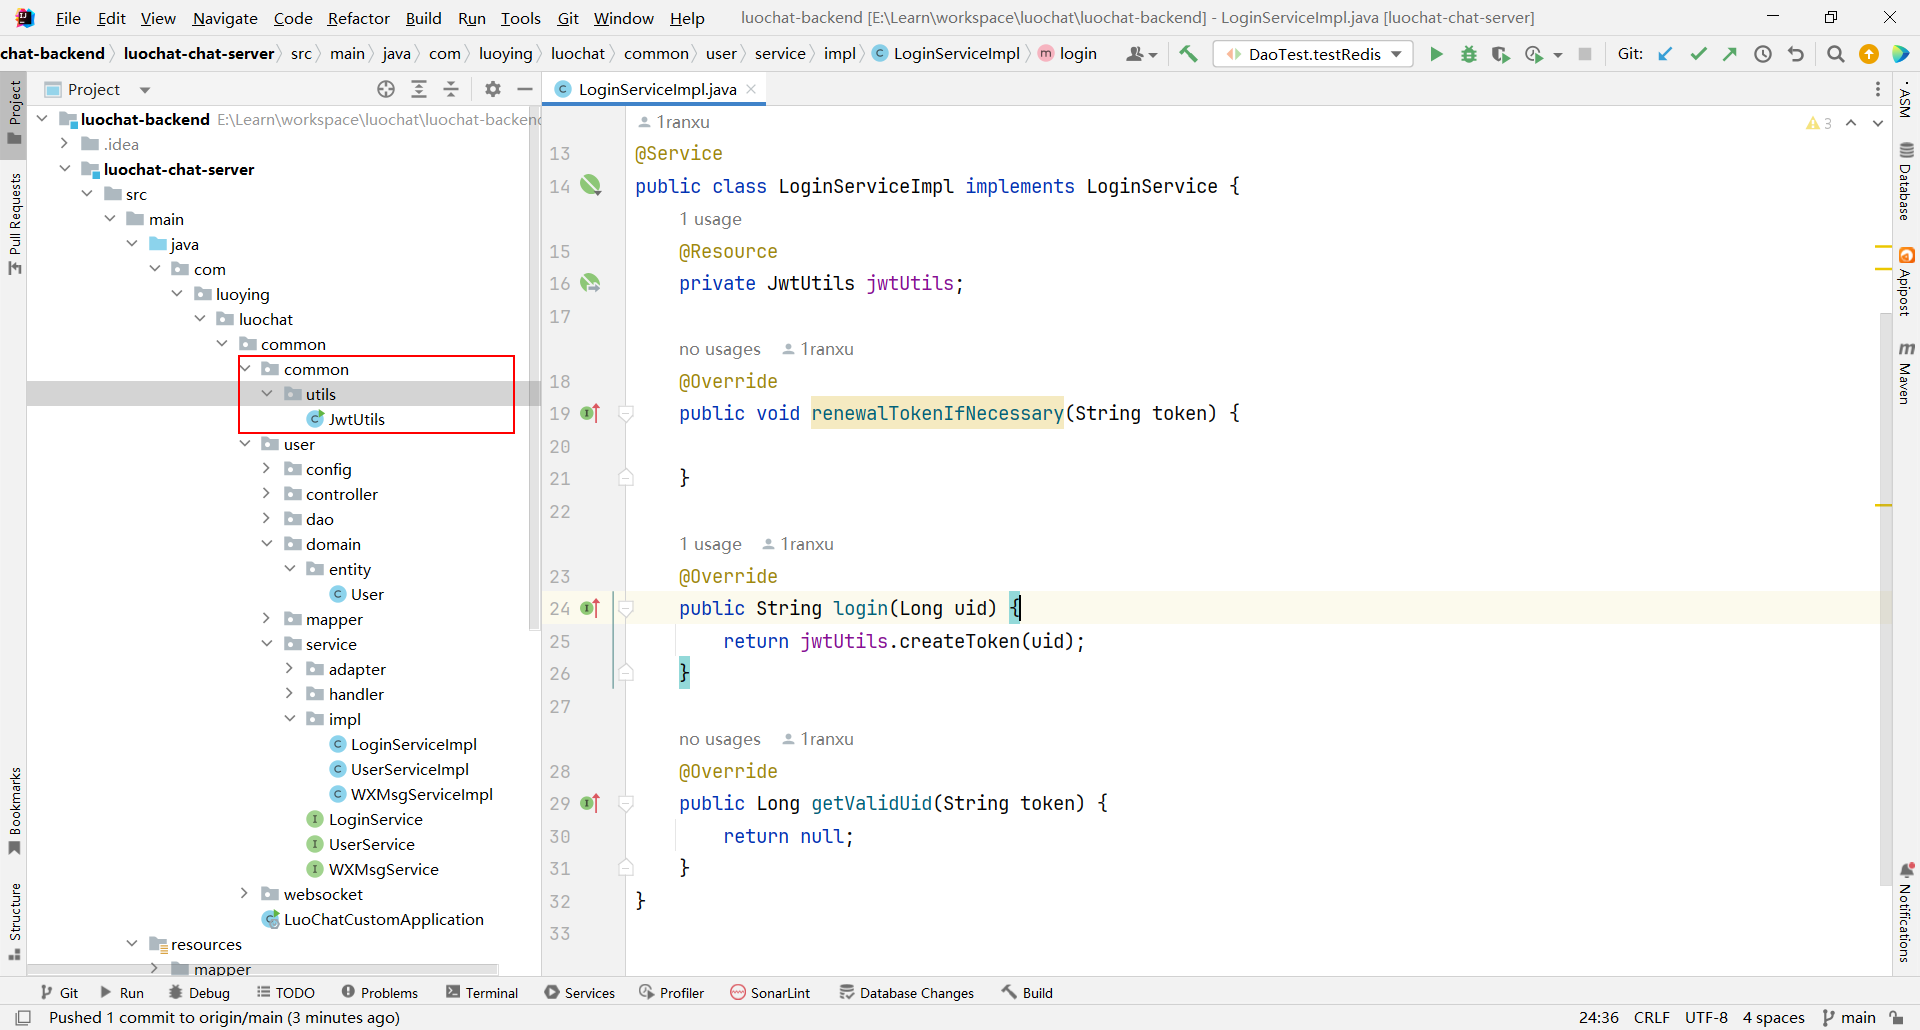 File Edit View Navigate Code Refactor Build Run Tools Git Window Help luochat-backend [E:\Learn\workspace\luochat\luochat-backend] - LoginServiceImpl.java [luochat-chat-server]
chat-backend luochat-chat-server src main java com luoying luochat common user service impl LoginServiceImpl login DaoTest.testRedis Git:
Project
Pull Requests
Bookmarks
Structure
Project
luochat-backend E:\Learn\workspace\luochat\luochat-backend
.idea
luochat-chat-server
src
main
java
com
luoying
luochat
common
common
utils
JwtUtils
user
config
controller
dao
domain
entity
User
mapper
service
adapter
handler
impl
LoginServiceImpl
UserServiceImpl
WXMsgServiceImpl
LoginService
UserService
WXMsgService
websocket
LuoChatCustomApplication
resources
mapper
LoginServiceImpl.java
1ranxu
3
13 @Service
14 public class LoginServiceImpl implements LoginService {
1 usage
15 @Resource
16 private JwtUtils jwtUtils;
17
no usages 1ranxu
18 @Override
19 public void renewalTokenIfNecessary(String token) {
20
21 }
22
1 usage 1ranxu
23 @Override
24 public String login(Long uid) {
25 return jwtUtils.createToken(uid);
26 }
27
no usages 1ranxu
28 @Override
29 public Long getValidUid(String token) {
30 return null;
31 }
32 }
33
ASM
Database
Apipost
Maven
Notifications
Git Run Debug TODO Problems Terminal Services Profiler SonarLint Database Changes Build
Pushed 1 commit to origin/main (3 minutes ago) 24:36 CRLF UTF-8 4 spaces main